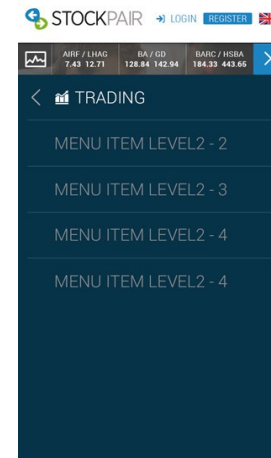 STOCKPAIR LOGIN REGISTER
AIRF / LHAG BA / GD BARC / HSBA
7.43 12.71 128.84 142.94 184.33 443.65
TRADING
MENU ITEM LEVEL2 - 2
MENU ITEM LEVEL2 - 3
MENU ITEM LEVEL2 - 4
MENU ITEM LEVEL2 - 4